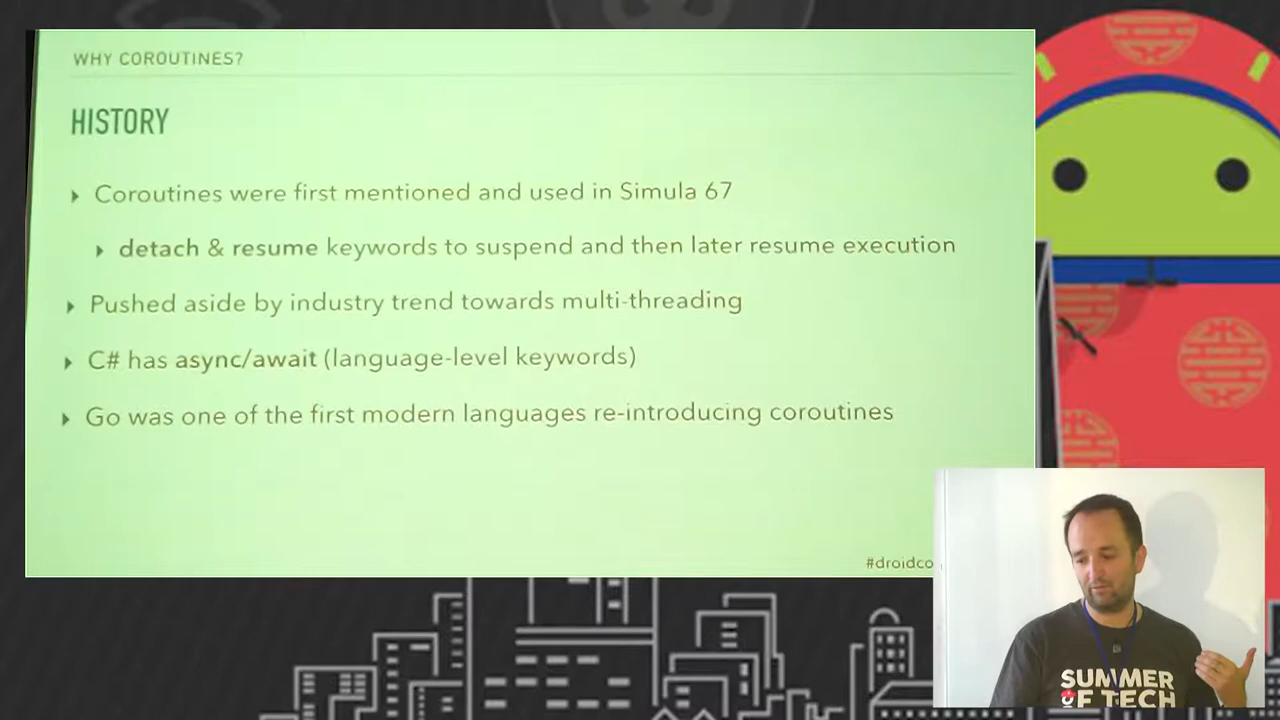 WHY COROUTINES?
HISTORY
Coroutines were first mentioned and used in Simula 67
detach & resume keywords to suspend and then later resume execution
Pushed aside by industry trend towards multi-threading
C# has async/await (language-level keywords)
Go was one of the first modern languages re-introducing coroutines
#droidco
SUMMER
OF TECH